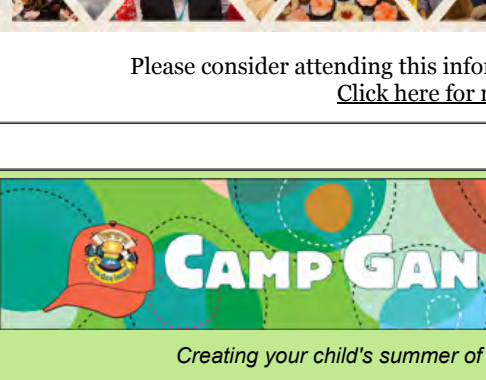 Please consider attending this infor
Click here for
CAMP GAN
Creating your child's summer of